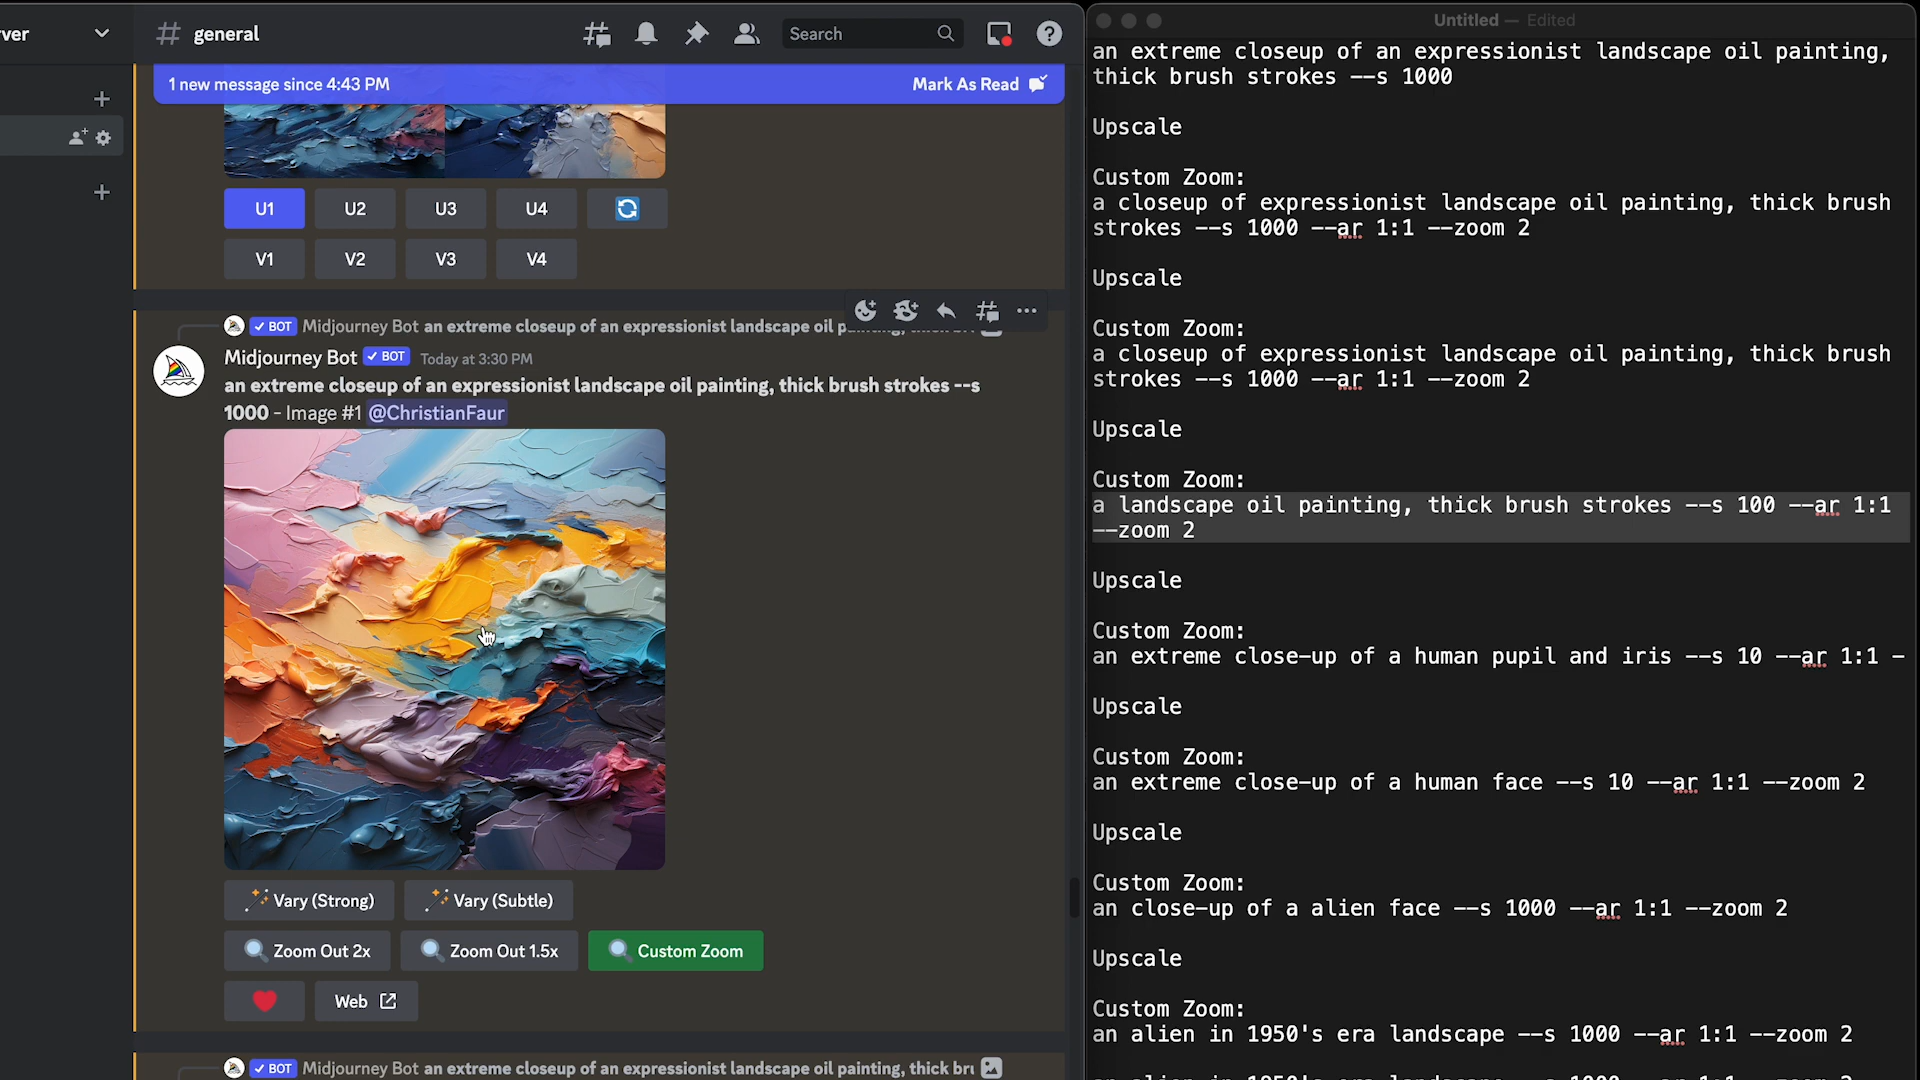 ver
general
Search
1 new message since 4:43 PM
Mark As Read
U1
U2
U3
U4
V1
V2
V3
V4
BOT Midjourney Bot an extreme closeup of an expressionist landscape oil
Midjourney Bot BOT Today at 3:30 PM
an extreme closeup of an expressionist landscape oil painting, thick brush strokes --s
1000 - Image #1 @ChristianFaur
Vary (Strong)
Vary (Subtle)
Zoom Out 2x
Zoom Out 1.5x
Custom Zoom
Web
BOT Midjourney Bot an extreme closeup of an expressionist landscape oil painting, thick bru
Untitled — Edited
an extreme closeup of an expressionist landscape oil painting,
thick brush strokes --s 1000
Upscale
Custom Zoom:
a closeup of expressionist landscape oil painting, thick brush
strokes --s 1000 --ar 1:1 --zoom 2
Upscale
Custom Zoom:
a closeup of expressionist landscape oil painting, thick brush
strokes --s 1000 --ar 1:1 --zoom 2
Upscale
Custom Zoom:
a landscape oil painting, thick brush strokes --s 100 --ar 1:1
--zoom 2
Upscale
Custom Zoom:
an extreme close-up of a human pupil and iris --s 10 --ar 1:1 -
Upscale
Custom Zoom:
an extreme close-up of a human face --s 10 --ar 1:1 --zoom 2
Upscale
Custom Zoom:
an close-up of a alien face --s 1000 --ar 1:1 --zoom 2
Upscale
Custom Zoom:
an alien in 1950's era landscape --s 1000 --ar 1:1 --zoom 2